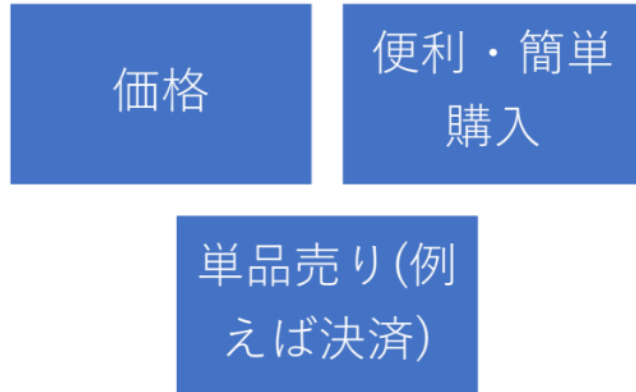 価格
便利・簡単
購入
単品売り(例
えば決済)